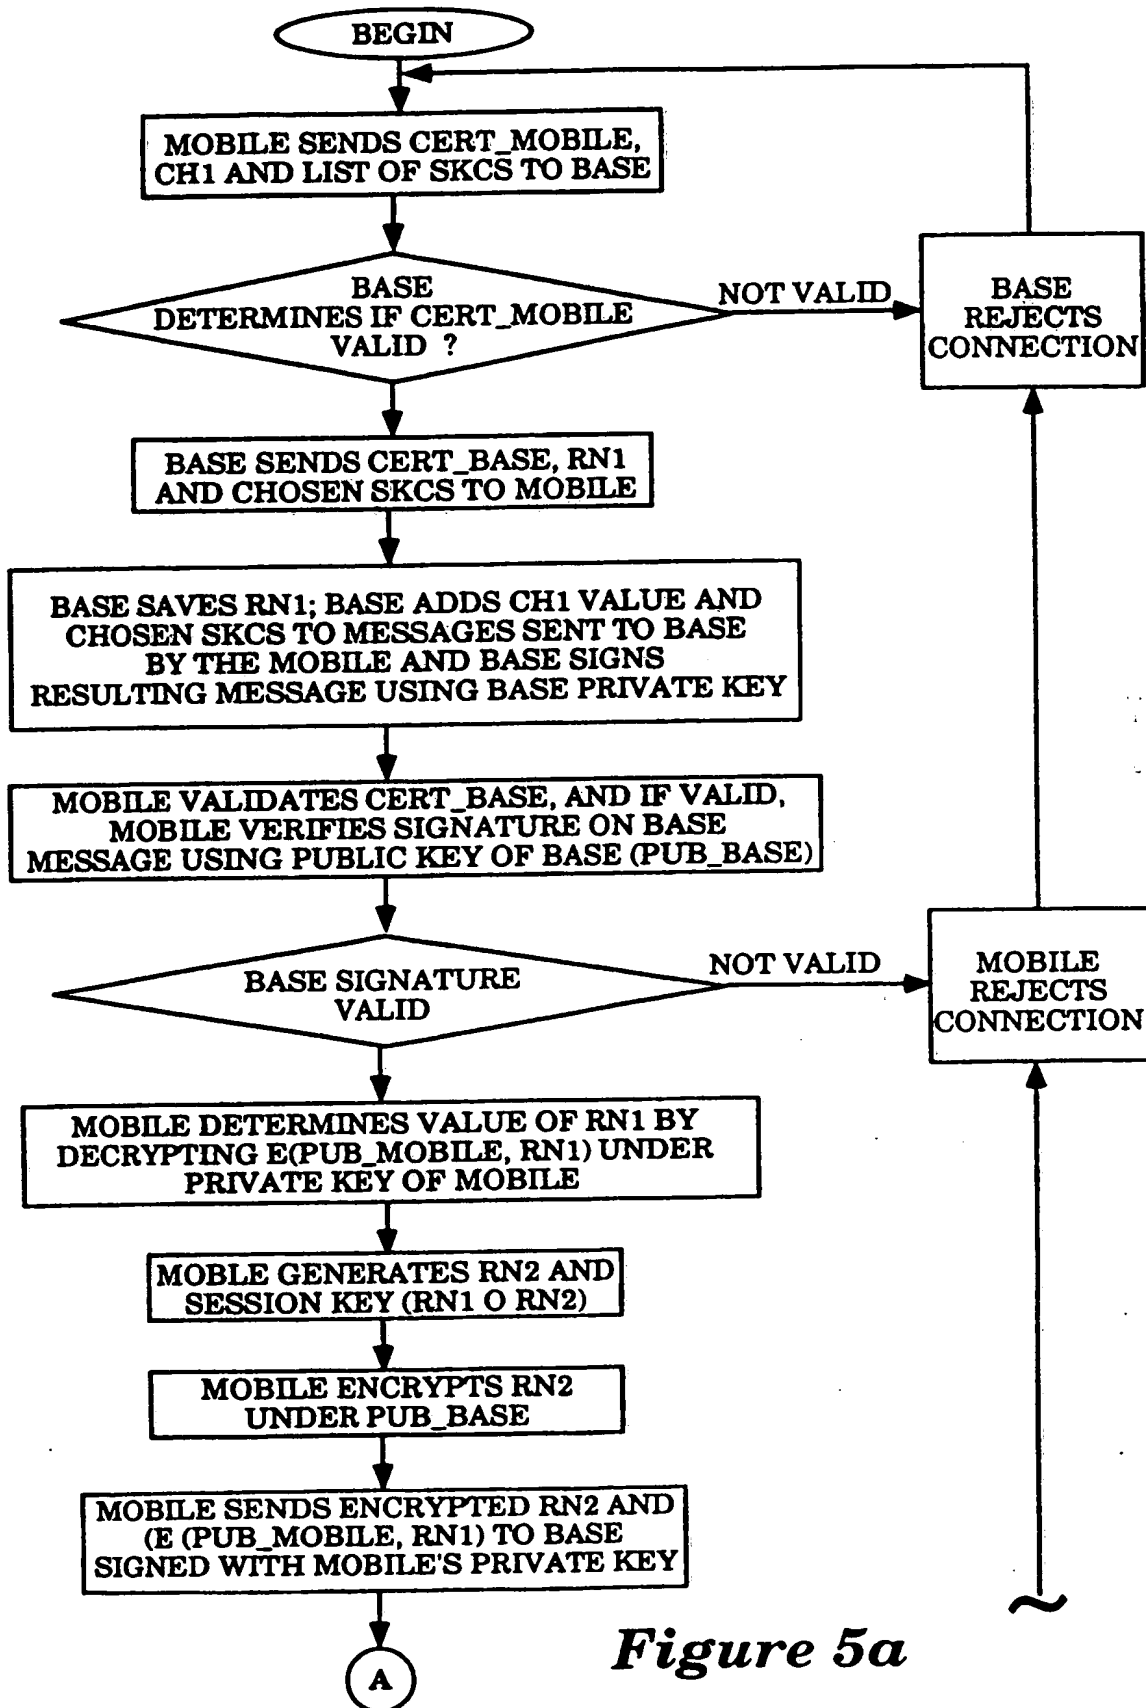 BEGIN
MOBILE SENDS CERT_MOBILE,
CH1 AND LIST OF SKCS TO BASE
BASE
DETERMINES IF CERT_MOBILE
VALID ?
NOT VALID
BASE
REJECTS
CONNECTION
BASE SENDS CERT_BASE, RN1
AND CHOSEN SKCS TO MOBILE
BASE SAVES RN1; BASE ADDS CH1 VALUE AND
CHOSEN SKCS TO MESSAGES SENT TO BASE
BY THE MOBILE AND BASE SIGNS
RESULTING MESSAGE USING BASE PRIVATE KEY
MOBILE VALIDATES CERT_BASE, AND IF VALID,
MOBILE VERIFIES SIGNATURE ON BASE
MESSAGE USING PUBLIC KEY OF BASE (PUB_BASE)
BASE SIGNATURE
VALID
NOT VALID
MOBILE
REJECTS
CONNECTION
MOBILE DETERMINES VALUE OF RN1 BY
DECRYPTING E(PUB_MOBILE, RN1) UNDER
PRIVATE KEY OF MOBILE
MOBLE GENERATES RN2 AND
SESSION KEY (RN1 O RN2)
MOBILE ENCRYPTS RN2
UNDER PUB_BASE
MOBILE SENDS ENCRYPTED RN2 AND
(E (PUB_MOBILE, RN1) TO BASE
SIGNED WITH MOBILE'S PRIVATE KEY
A
Figure 5a